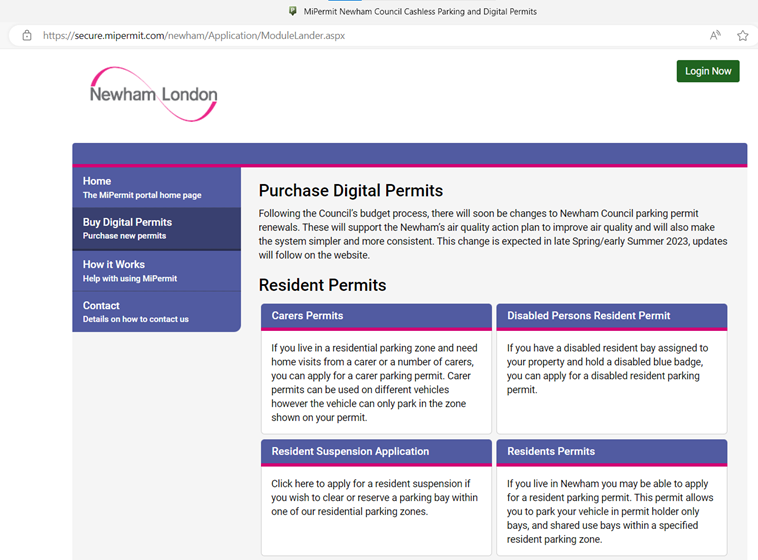 MiPermit Newham Council Cashless Parking and Digital Permits
https://secure.mipermit.com/newham/Application/ModuleLander.aspx
Newham London
Login Now
Home
The MiPermit portal home page
Buy Digital Permits
Purchase new permits
How it Works
Help with using MiPermit
Contact
Details on how to contact us
Purchase Digital Permits
Following the Council's budget process, there will soon be changes to Newham Council parking permit
renewals. These will support the Newham's air quality action plan to improve air quality and will also make
the system simpler and more consistent. This change is expected in late Spring/early Summer 2023, updates
will follow on the website.
Resident Permits
Carers Permits
If you live in a residential parking zone and need
home visits from a carer or a number of carers,
you can apply for a carer parking permit. Carer
permits can be used on different vehicles
however the vehicle can only park in the zone
shown on your permit.
Disabled Persons Resident Permit
If you have a disabled resident bay assigned to
your property and hold a disabled blue badge,
you can apply for a disabled resident parking
permit.
Resident Suspension Application
Click here to apply for a resident suspension if
you wish to clear or reserve a parking bay within
one of our residential parking zones.
Residents Permits
If you live in Newham you may be able to apply
for a resident parking permit. This permit allows
you to park your vehicle in permit holder only
bays, and shared use bays within a specified
resident parking zone.